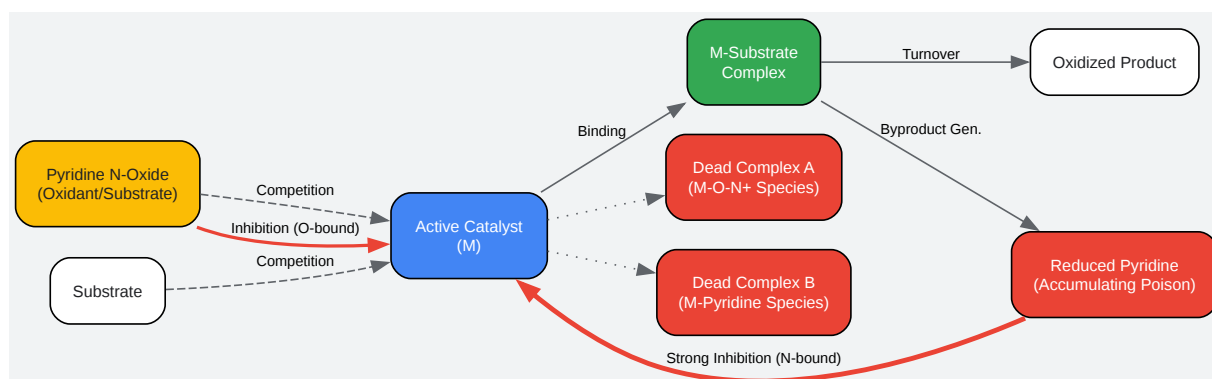 M-Substrate
Complex
Turnover
Oxidized Product
Binding
Byproduct Gen.
Pyridine N-Oxide
(Oxidant/Substrate)
Competition
Dead Complex A
(M-O-N+ Species)
Inhibition (O-bound)
Active Catalyst
(M)
Competition
Substrate
Dead Complex B
(M-Pyridine Species)
Reduced Pyridine
(Accumulating Poison)
Strong Inhibition (N-bound)